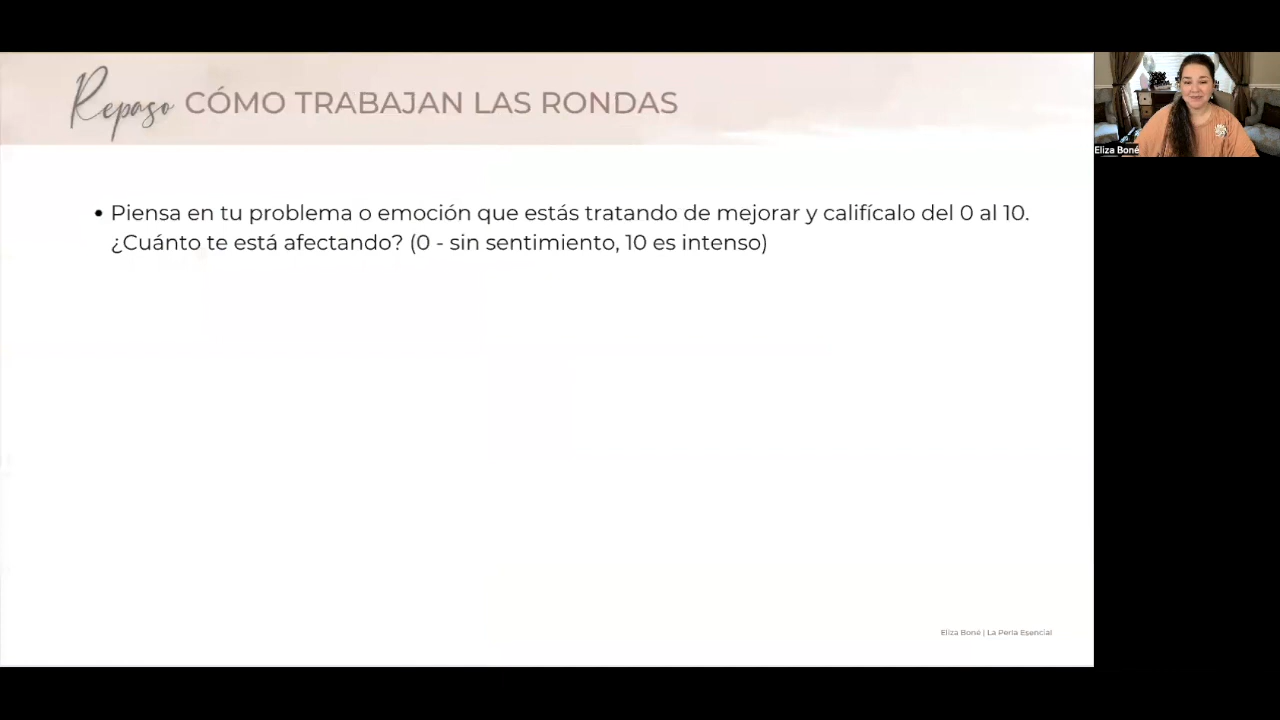 Repaso CÓMO TRABAJAN LAS RONDAS
Eliza Boné
• Piensa en tu problema o emoción que estás tratando de mejorar y califícalo del 0 al 10.
¿Cuánto te está afectando? (0 - sin sentimiento, 10 es intenso)
Eliza Boné | La Perla Esencial